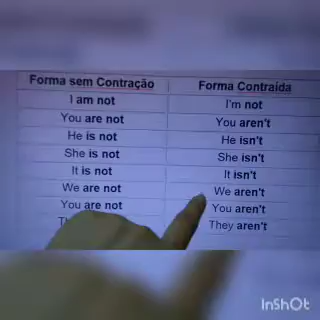 Forma sem Contração Forma Contraída
I am not I'm not
You are not You aren't
He is not He isn't
She is not She isn't
It is not It isn't
We are not We aren't
You are not You aren't
They aren't
InShOt